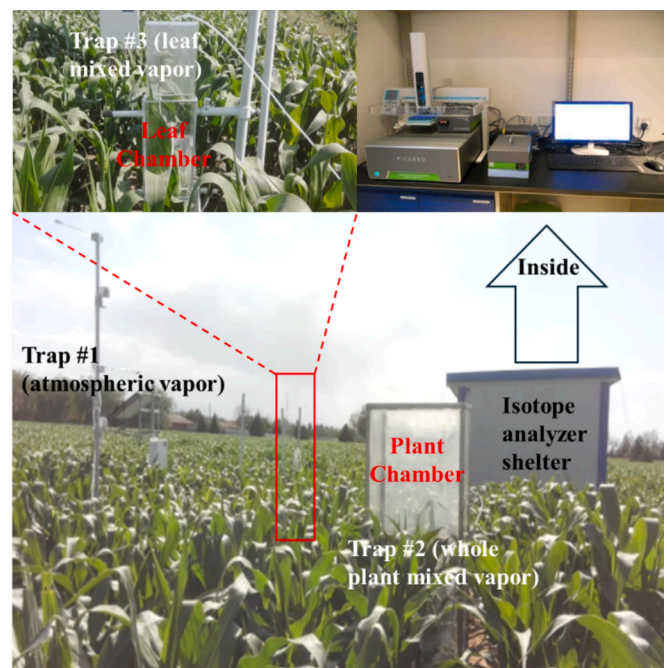 Trap #3 (leaf
mixed vapor)
Leaf
Chamber
PICARRO
Inside
Trap #1
(atmospheric vapor)
Plant
Chamber
Isotope
analyzer
shelter
Trap #2 (whole
plant mixed vapor)